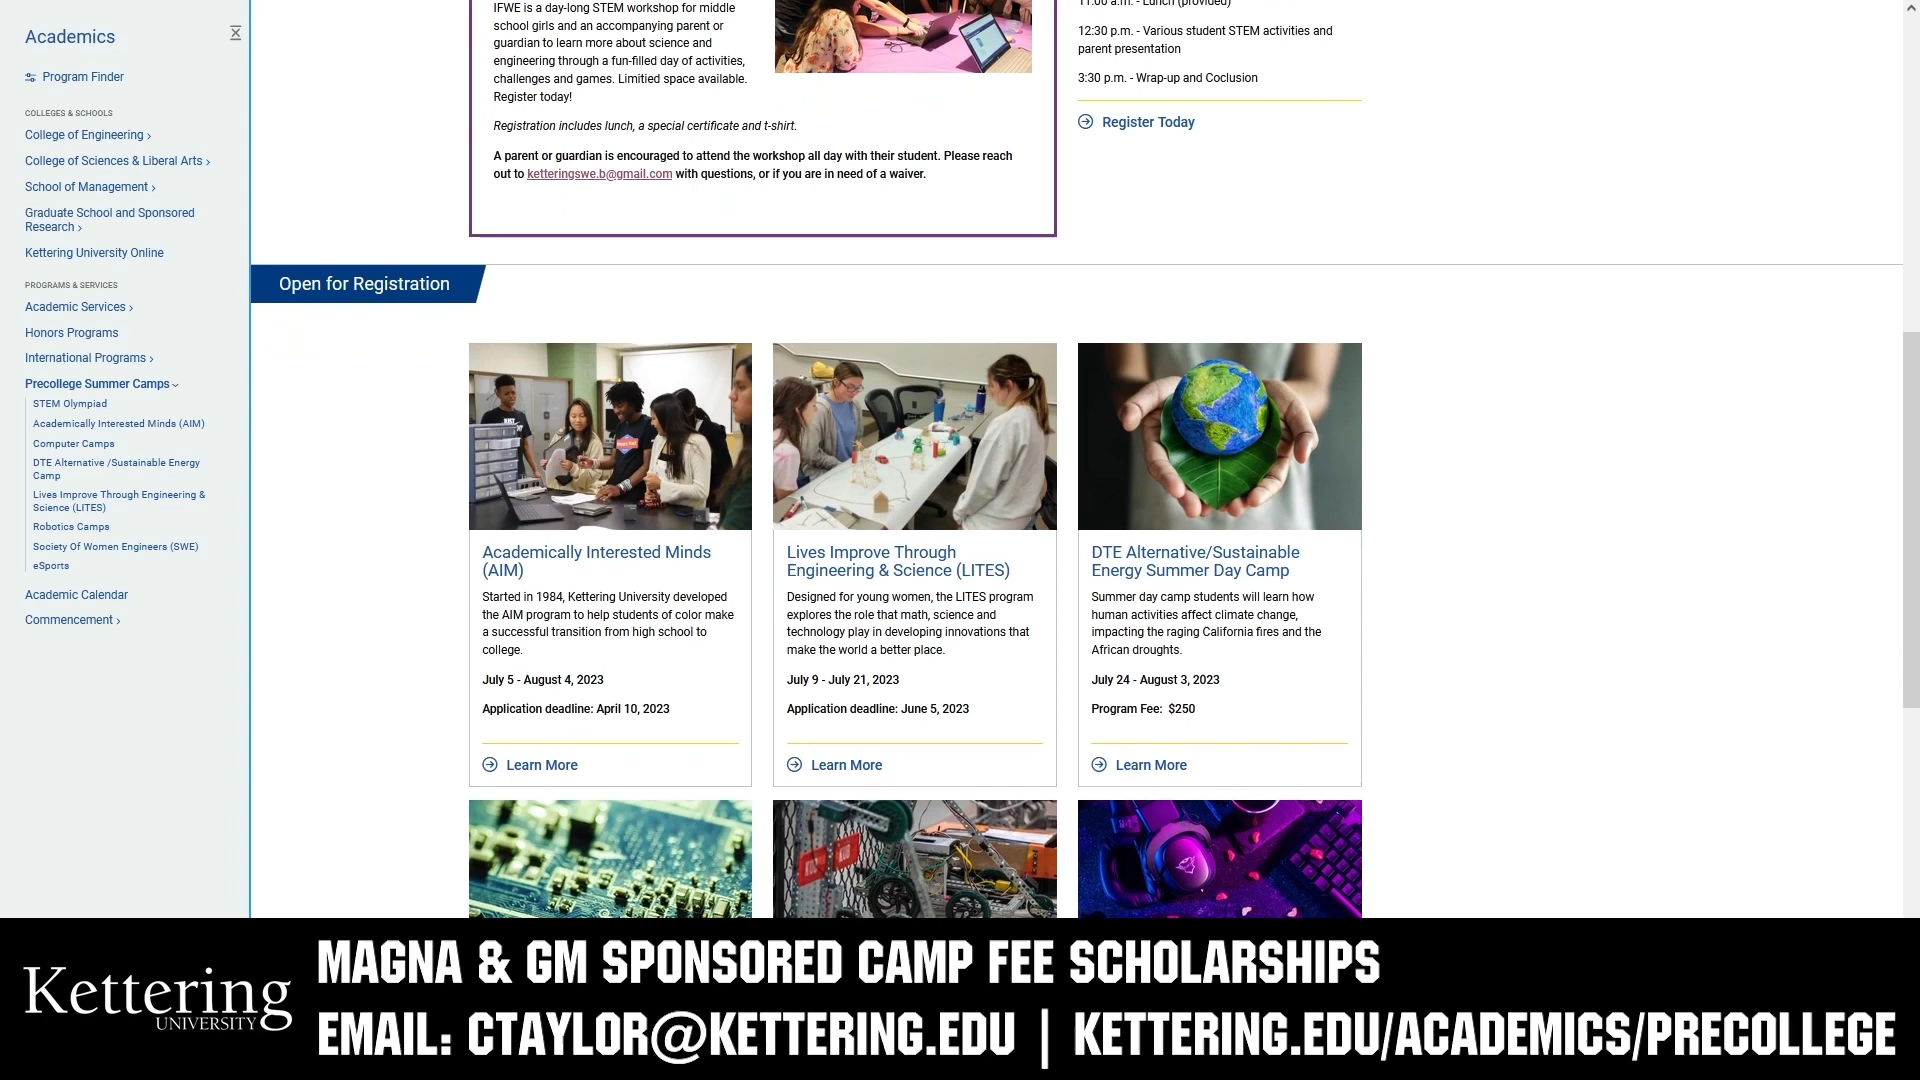 Academics
Program Finder
COLLEGES & SCHOOLS
College of Engineering
College of Sciences & Liberal Arts
School of Management
Graduate School and Sponsored
Research
Kettering University Online
PROGRAMS & SERVICES
Academic Services
Honors Programs
International Programs
Precollege Summer Camps
STEM Olympiad
Academically Interested Minds (AIM)
Computer Camps
DTE Alternative /Sustainable Energy
Camp
Lives Improve Through Engineering &
Science (LITES)
Robotics Camps
Society Of Women Engineers (SWE)
eSports
Academic Calendar
Commencement
IFWE is a day-long STEM workshop for middle
school girls and an accompanying parent or
guardian to learn more about science and
engineering through a fun-filled day of activities,
challenges and games. Limitied space available.
Register today!
Registration includes lunch, a special certificate and t-shirt.
A parent or guardian is encouraged to attend the workshop all day with their student. Please reach
out to ketteringswe.b@gmail.com with questions, or if you are in need of a waiver.
11:00 a.m. - Lunch (provided)
12:30 p.m. - Various student STEM activities and
parent presentation
3:30 p.m. - Wrap-up and Coclusion
Register Today
Open for Registration
Academically Interested Minds
(AIM)
Started in 1984, Kettering University developed
the AIM program to help students of color make
a successful transition from high school to
college.
July 5 - August 4, 2023
Application deadline: April 10, 2023
Learn More
Lives Improve Through
Engineering & Science (LITES)
Designed for young women, the LITES program
explores the role that math, science and
technology play in developing innovations that
make the world a better place.
July 9 - July 21, 2023
Application deadline: June 5, 2023
Learn More
DTE Alternative/Sustainable
Energy Summer Day Camp
Summer day camp students will learn how
human activities affect climate change,
impacting the raging California fires and the
African droughts.
July 24 - August 3, 2023
Program Fee: $250
Learn More
Kettering
UNIVERSITY
MAGNA & GM SPONSORED CAMP FEE SCHOLARSHIPS
EMAIL: CTAYLOR@KETTERING.EDU | KETTERING.EDU/ACADEMICS/PRECOLLEGE